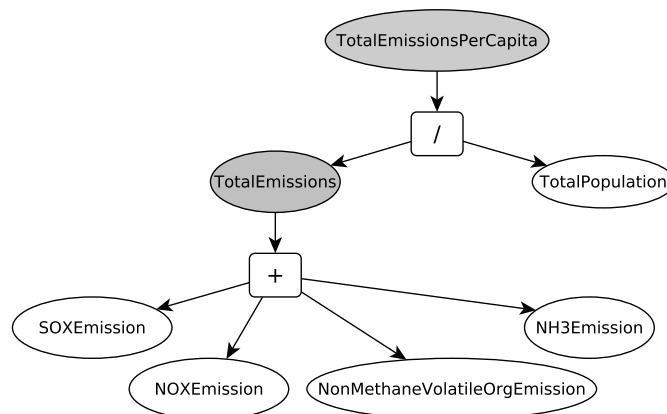 TotalEmissionsPerCapita
/
TotalEmissions
TotalPopulation
+
SOXEmission
NH3Emission
NOXEmission
NonMethaneVolatileOrgEmission